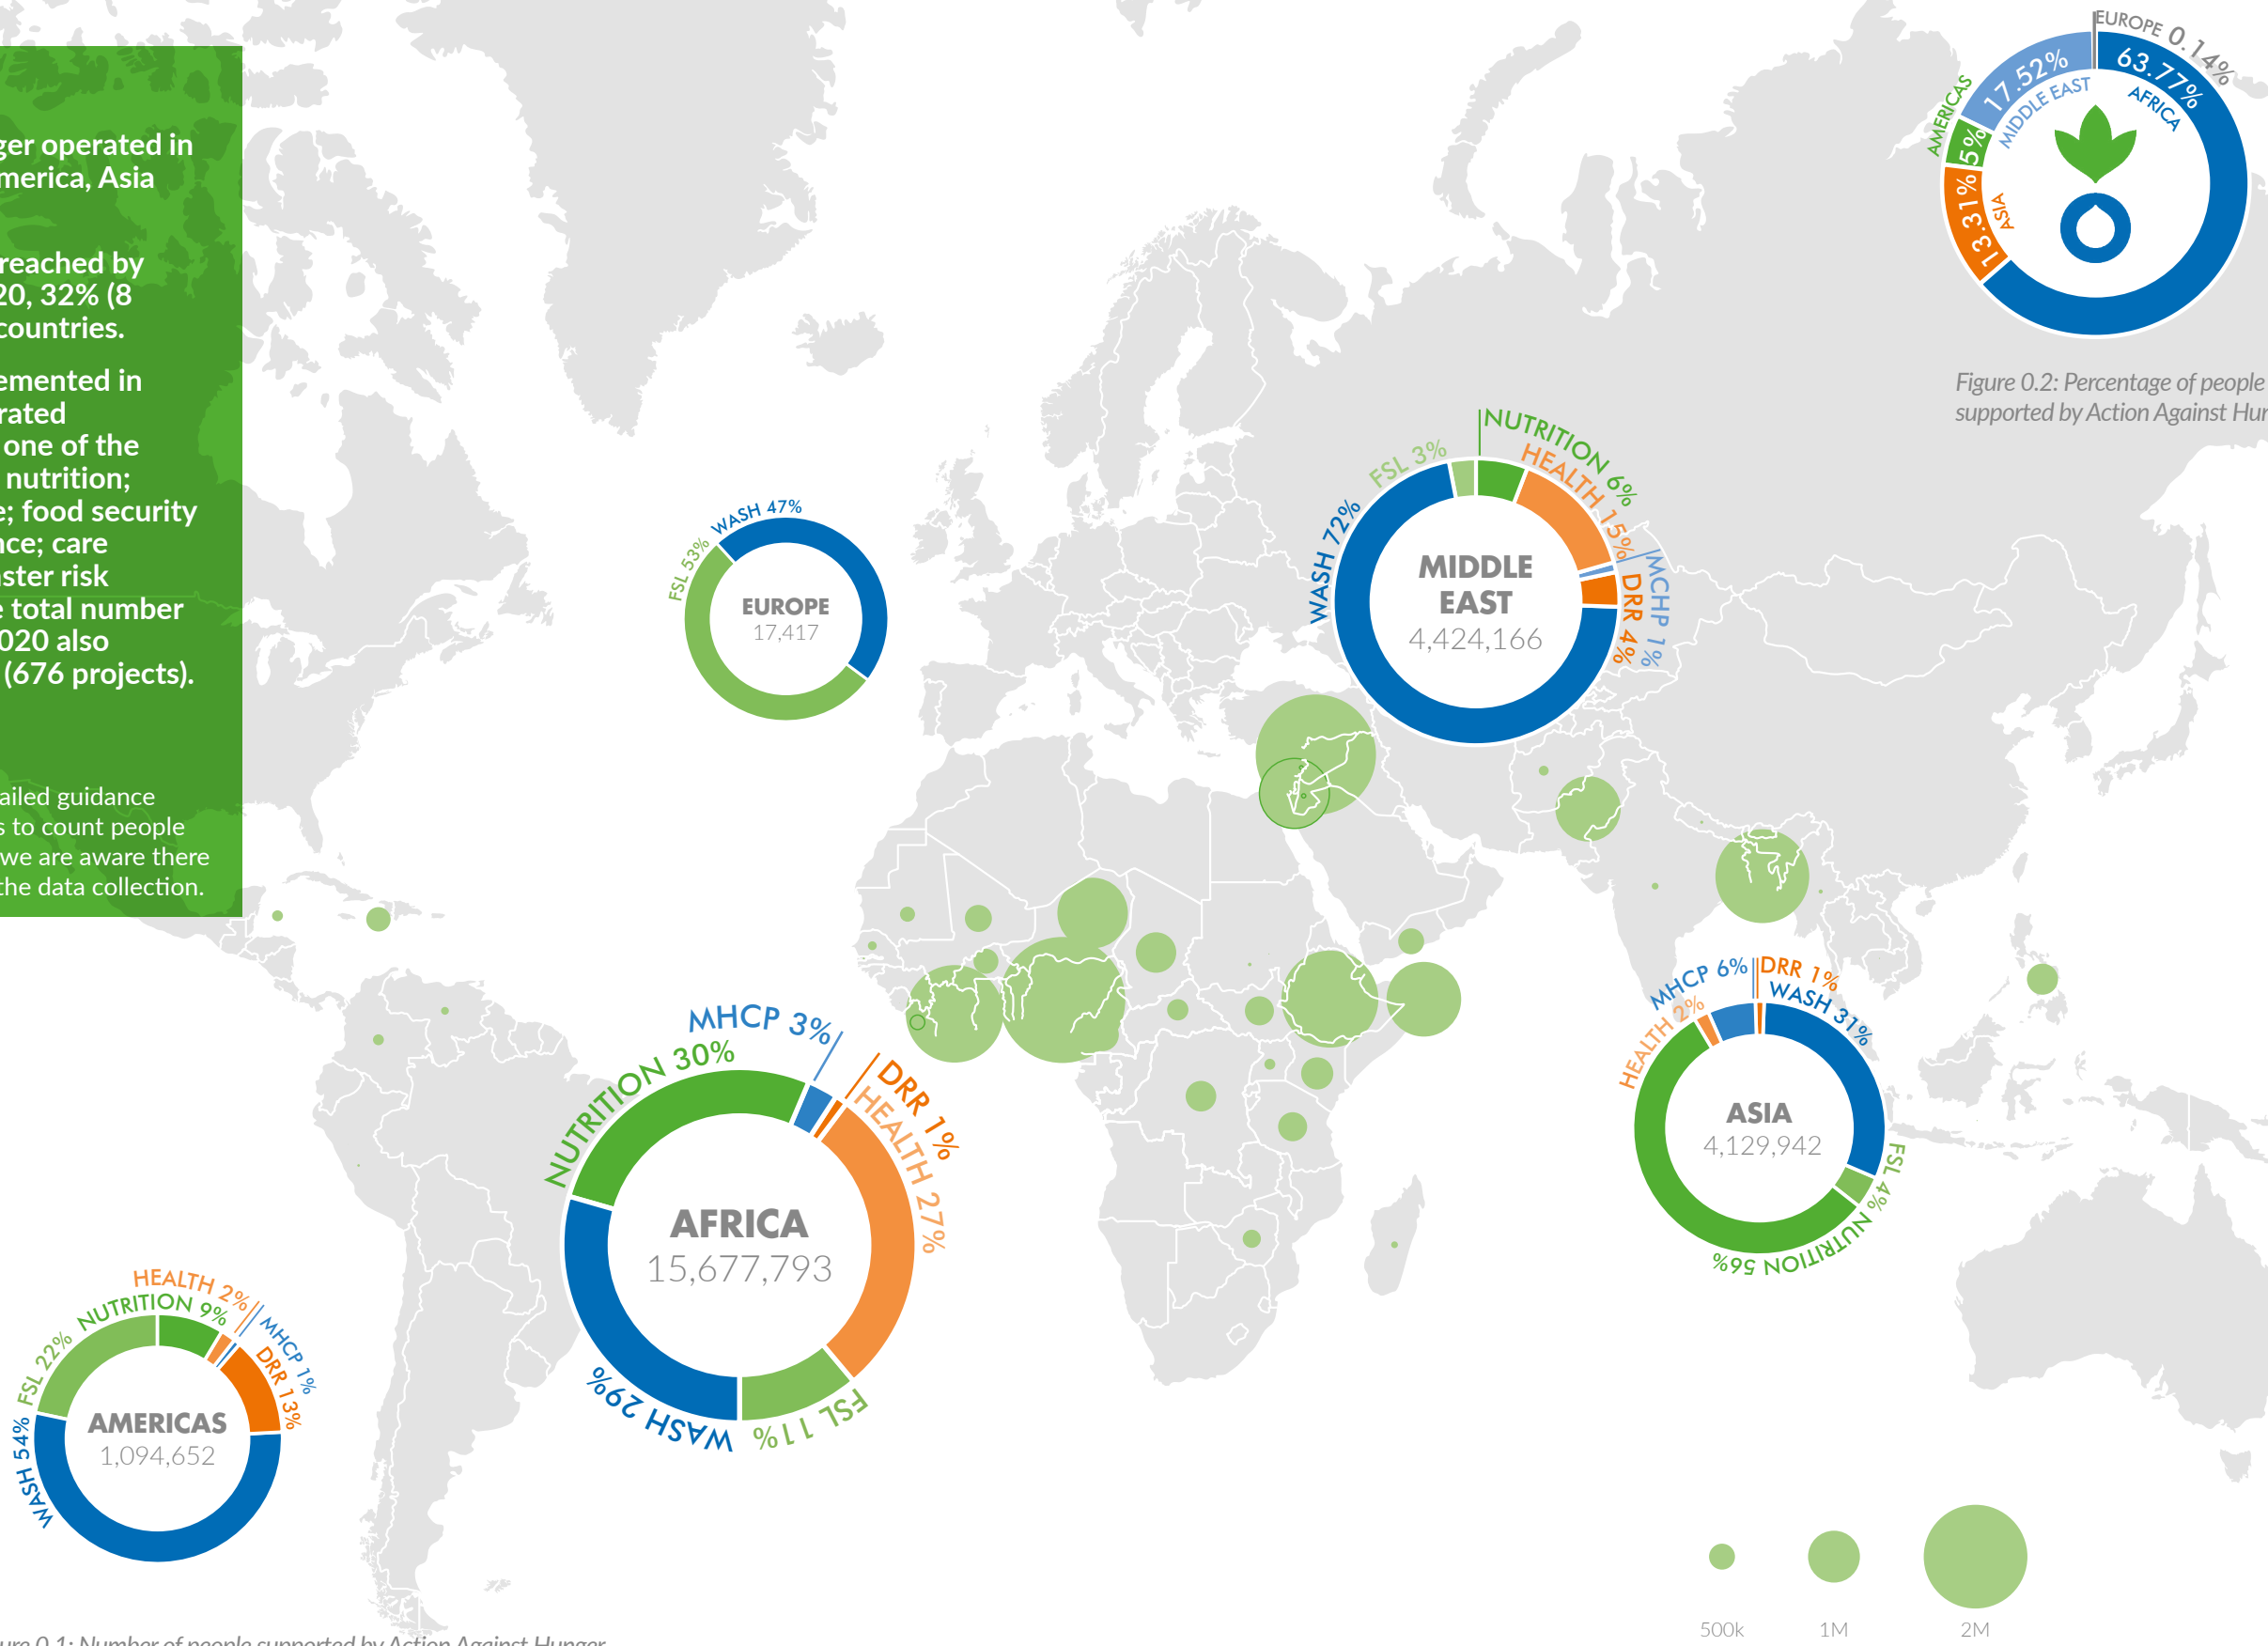 ger operated in
merica, Asia
reached by
20, 32% (8
countries.
emented in
rated
one of the
nutrition;
e; food security
nce; care
ster risk
e total number
020 also
(676 projects).
ailed guidance
s to count people
we are aware there
the data collection.
EUROPE 0.14%
63.77%
AFRICA
17.52%
MIDDLE EAST
AMERICAS
5%
13.31%
ASIA
Figure 0.2: Percentage of people
supported by Action Against Hun
NUTRITION 6%
HEALTH 15%
MCHP 1%
DRR 4%
WASH 72%
FSL 3%
MIDDLE
EAST
4,424,166
WASH 47%
FSL 53%
EUROPE
17,417
MHCP 3%
DRR 1%
HEALTH 27%
FSL 11%
WASH 29%
NUTRITION 30%
AFRICA
15,677,793
MHCP 6%
DRR 1%
WASH 31%
FSL 4%
NUTRITION 56%
HEALTH 2%
ASIA
4,129,942
HEALTH 2%
NUTRITION 9%
MHCP 1%
DRR 13%
FSL 22%
WASH 54%
AMERICAS
1,094,652
500k
1M
2M
ure 0.1: Number of people supported by Action Against Hunger